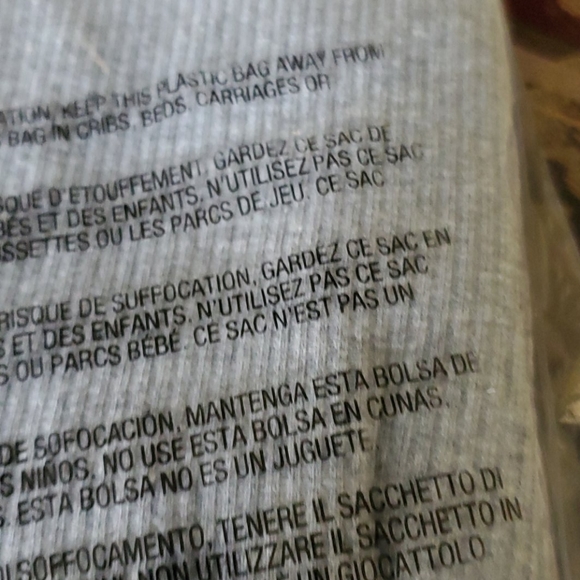 ATION, KEEP THIS PLASTIC BAG AWAY FROM
BAG IN CRIBS, BEDS, CARRIAGES OR
SQUE D'ETOUFFEMENT, GARDEZ CE SAC DE
BÉS ET DES ENFANTS. N'UTILISEZ PAS CE SAC
SSETTES OU LES PARCS DE JEU. CE SAC
RISQUE DE SUFFOCATION, GARDEZ CE SAC EN
S ET DES ENFANTS. N'UTILISEZ PAS CE SAC
S OU PARCS BÉBÉ. CE SAC N'EST PAS UN
DE SOFOCACIÓN, MANTENGA ESTA BOLSA DE
S NIÑOS. NO USE ESTA BOLSA EN CUNAS,
S. ESTA BOLSA NO ES UN JUGUETE.
DI SOFFOCAMENTO, TENERE IL SACCHETTO DI
NON UTILIZZARE IL SACCHETTO IN
UN GIOCATTOLO.